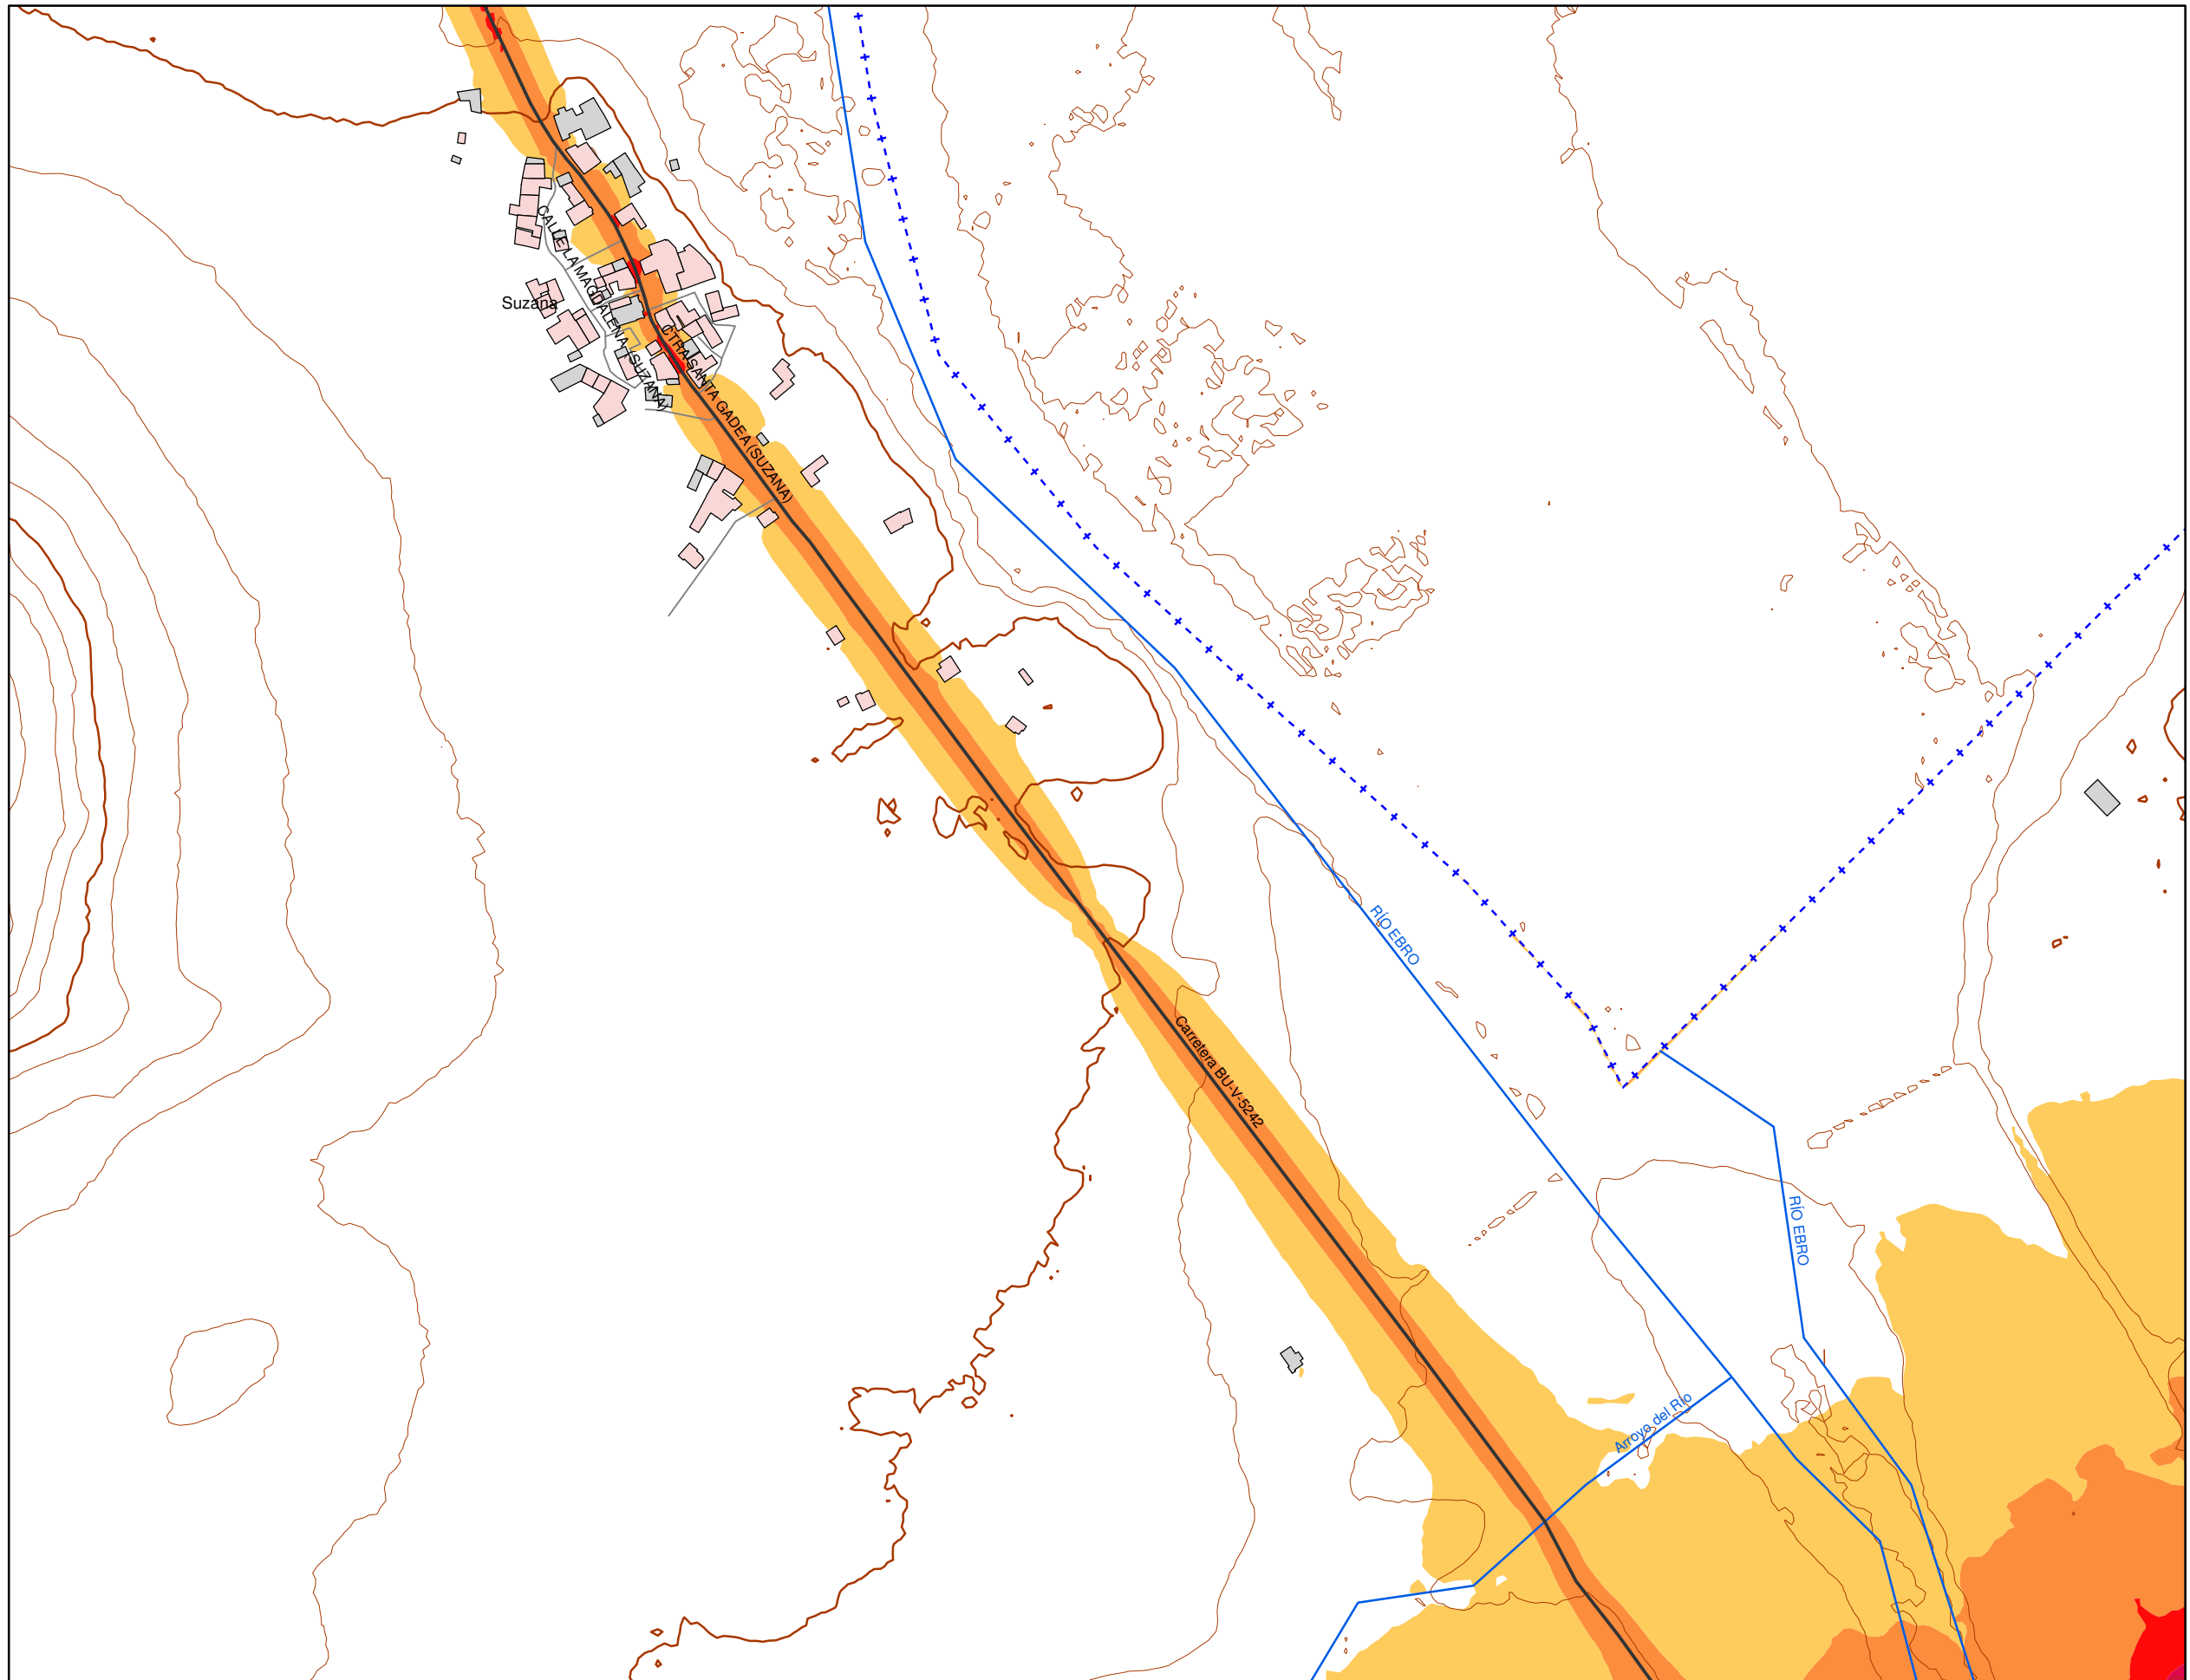 CALLE LA MAGDALENA (SUZANA)
Suzana
CTRA SANTA GADEA (SUZANA)
RÍO EBRO
Carretera BU-V-5242
RÍO EBRO
Arroyo del Río